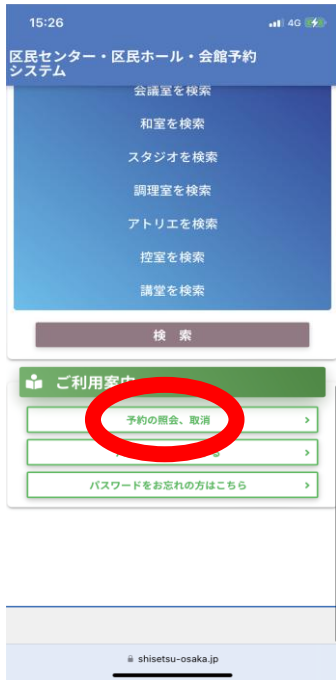 15:26
4G
区民センター・区民ホール・会館予約
システム
会議室を検索
和室を検索
スタジオを検索
調理室を検索
アトリエを検索
控室を検索
講堂を検索
検 索
ご利用案内
予約の照会、取消
パスワードをお忘れの方はこちら
shisetsu-osaka.jp